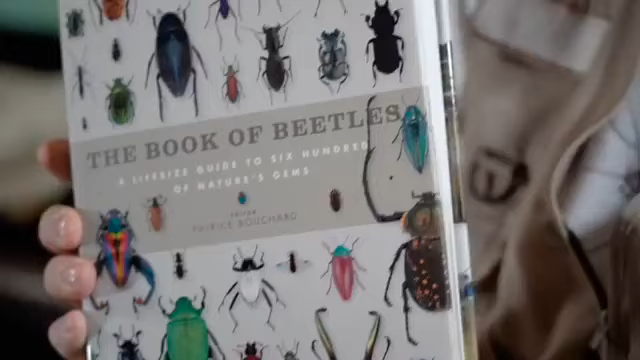 THE BOOK OF BEETLES
A LIFESIZE GUIDE TO SIX HUNDRED
OF NATURE'S GEMS
EDITOR
PATRICE BOUCHARD